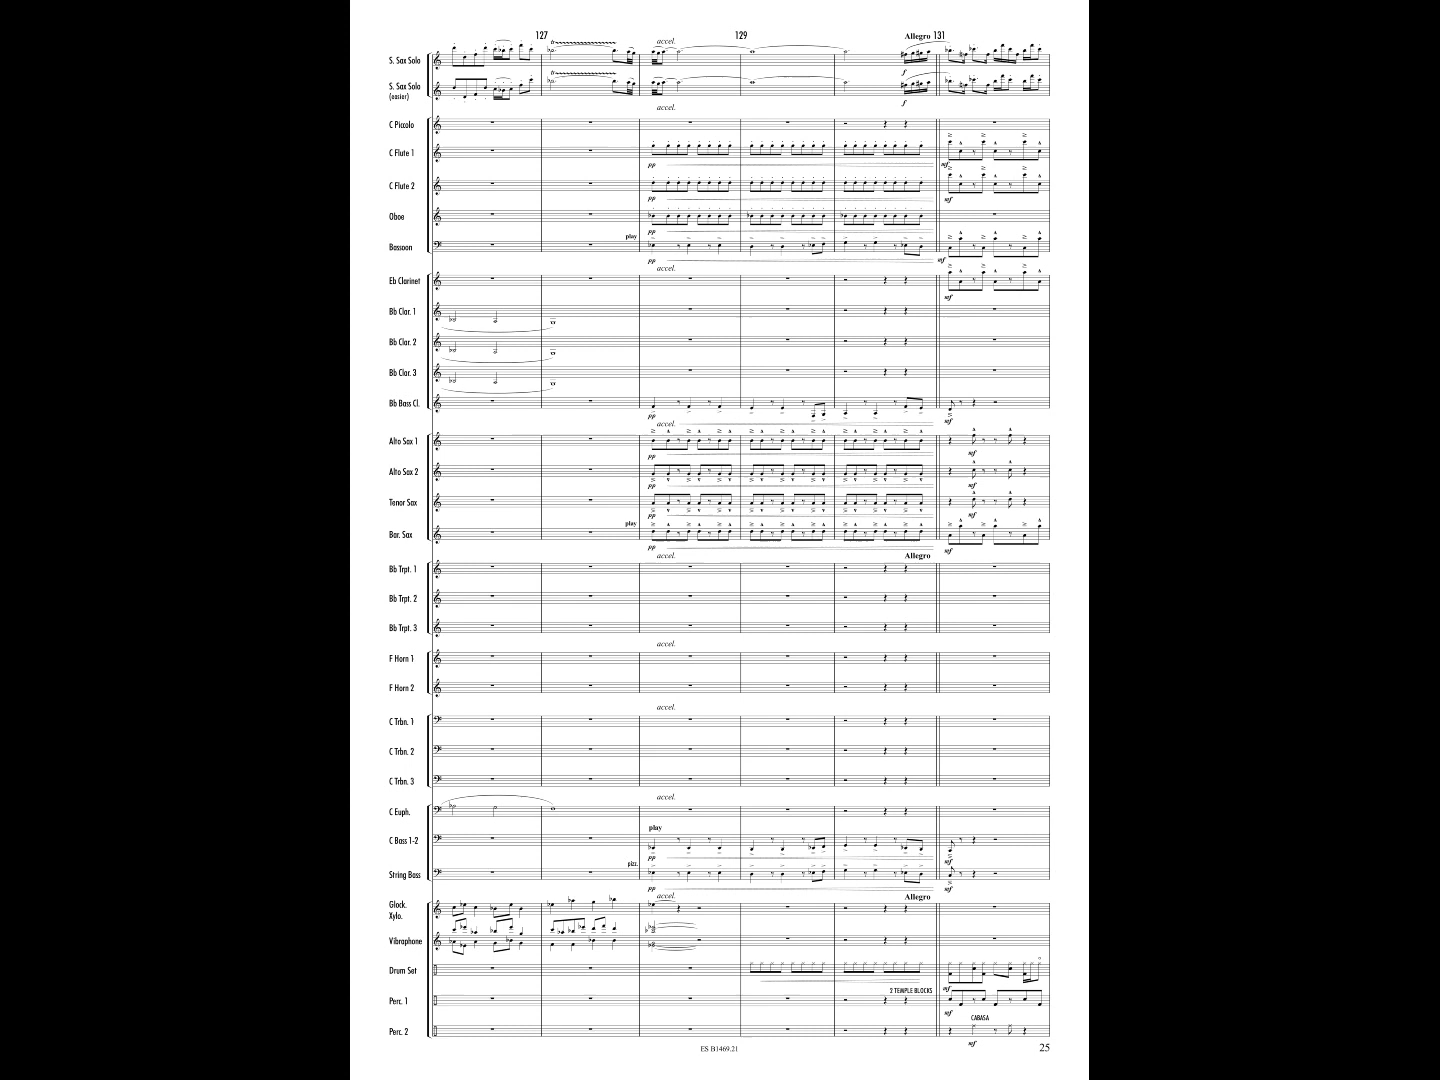 127 129 Allegro 131
accel.
S. Sax Solo
f
S. Sax Solo
(easier)
f
accel.
C Piccolo
C Flute 1
pp mf
C Flute 2
pp mf
Oboe
pp
play
Bassoon
pp mf
accel.
Eb Clarinet
mf
Bb Clar. 1
Bb Clar. 2
Bb Clar. 3
Bb Bass Cl.
pp mf
accel.
Alto Sax 1
pp mf
Alto Sax 2
pp mf
Tenor Sax
pp mf
play
Bar. Sax
pp mf
accel. Allegro
Bb Trpt. 1
Bb Trpt. 2
Bb Trpt. 3
accel.
F Horn 1
F Horn 2
accel.
C Trbn. 1
C Trbn. 2
C Trbn. 3
accel.
C Euph.
play
C Bass 1-2
pp mf
pizz.
String Bass
pp mf
accel. Allegro
Glock.
Xylo.
Vibraphone
Drum Set
mf
2 TEMPLE BLOCKS
Perc. 1
mf
CABASA
Perc. 2
mf
ES B1469.21 25